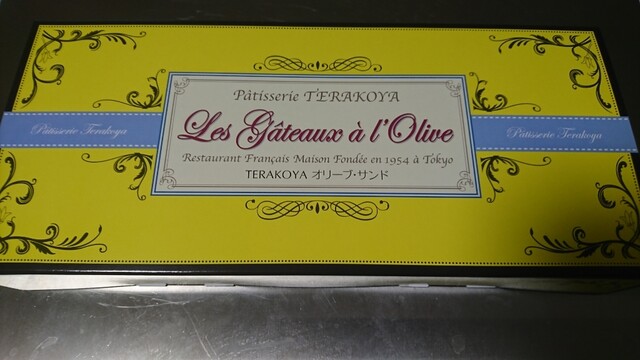 Pâtisserie TERAKOYA
Les Gâteaux à l'Olive
Restaurant Français Maison Fondée en 1954 à Tokyo
TERAKOYA オリーブ・サンド
Pâtisserie Terakoya
Pâtisserie Terakoya